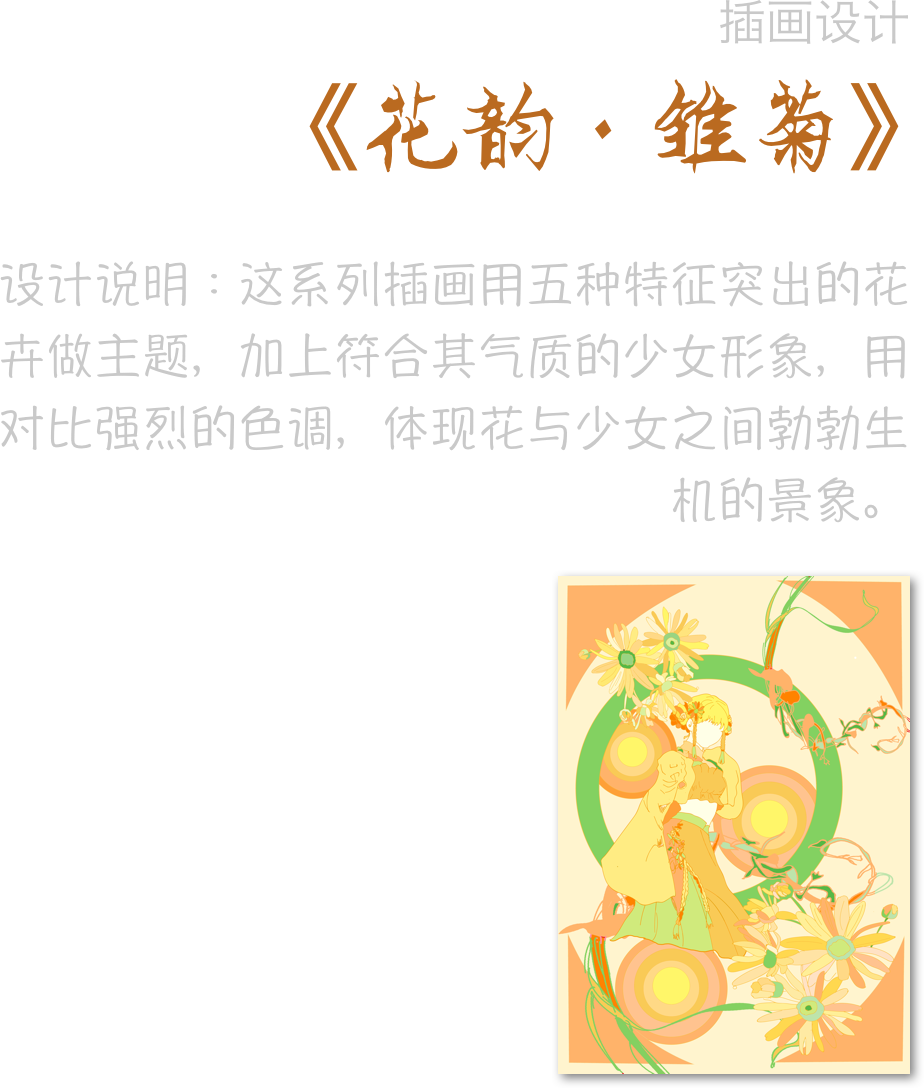 插画设计
《花韵·雏菊》
设计说明：这系列插画用五种特征突出的花
卉做主题，加上符合其气质的少女形象，用
对比强烈的色调，体现花与少女之间勃勃生
机的景象。